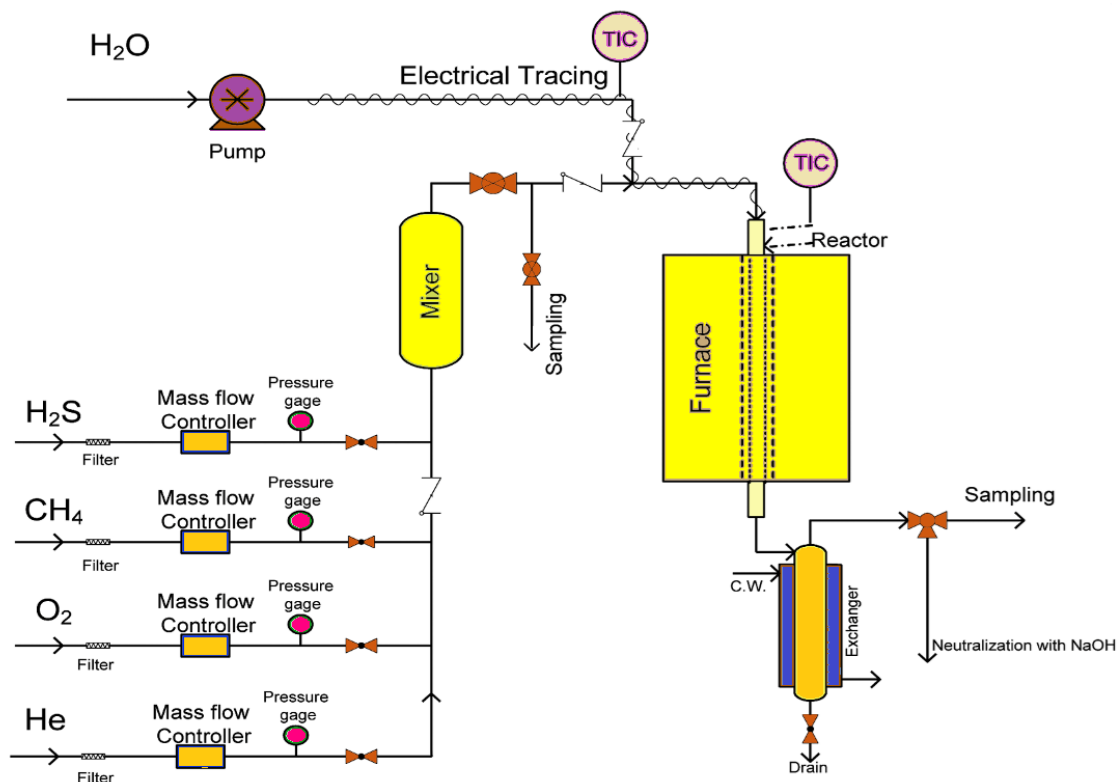 H₂O
TIC
Electrical Tracing
Pump
TIC
Reactor
Mixer
Sampling
Furnace
H₂S
Mass flow
Controller
Pressure
gage
Filter
CH₄
Mass flow
Controller
Pressure
gage
Filter
O₂
Mass flow
Controller
Pressure
gage
Filter
He
Mass flow
Controller
Pressure
gage
Filter
Sampling
C.W.
Exchanger
Neutralization with NaOH
Drain